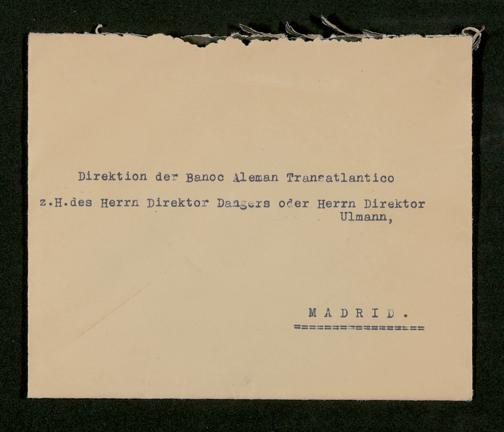 Direktion der Banoc Aleman Transatlantico
z.H.des Herrn Direktor Dangers oder Herrn Direktor
Ulmann,
MADRID.